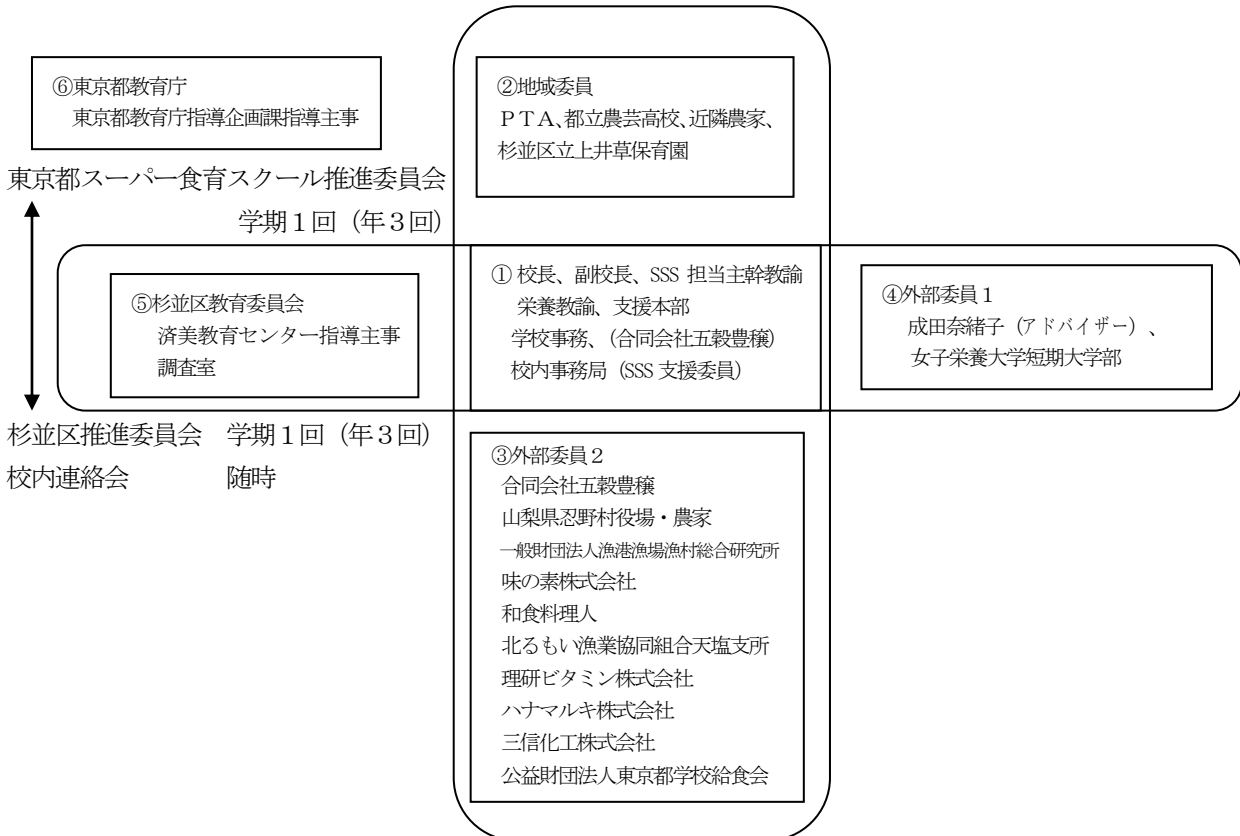 ⑥東京都教育庁
東京都教育庁指導企画課指導主事
②地域委員
ＰＴＡ、都立農芸高校、近隣農家、
杉並区立上井草保育園
東京都スーパー食育スクール推進委員会
学期１回（年３回）
⑤杉並区教育委員会
済美教育センター指導主事
調査室
① 校長、副校長、SSS 担当主幹教諭
栄養教諭、支援本部
学校事務、（合同会社五穀豊穣）
校内事務局（SSS 支援委員）
④外部委員１
成田奈緒子（アドバイザー）、
女子栄養大学短期大学部
杉並区推進委員会　学期１回（年３回）
校内連絡会　随時
③外部委員２
合同会社五穀豊穣
山梨県忍野村役場・農家
一般財団法人漁港漁場漁村総合研究所
味の素株式会社
和食料理人
北るもい漁業協同組合天塩支所
理研ビタミン株式会社
ハナマルキ株式会社
三信化工株式会社
公益財団法人東京都学校給食会